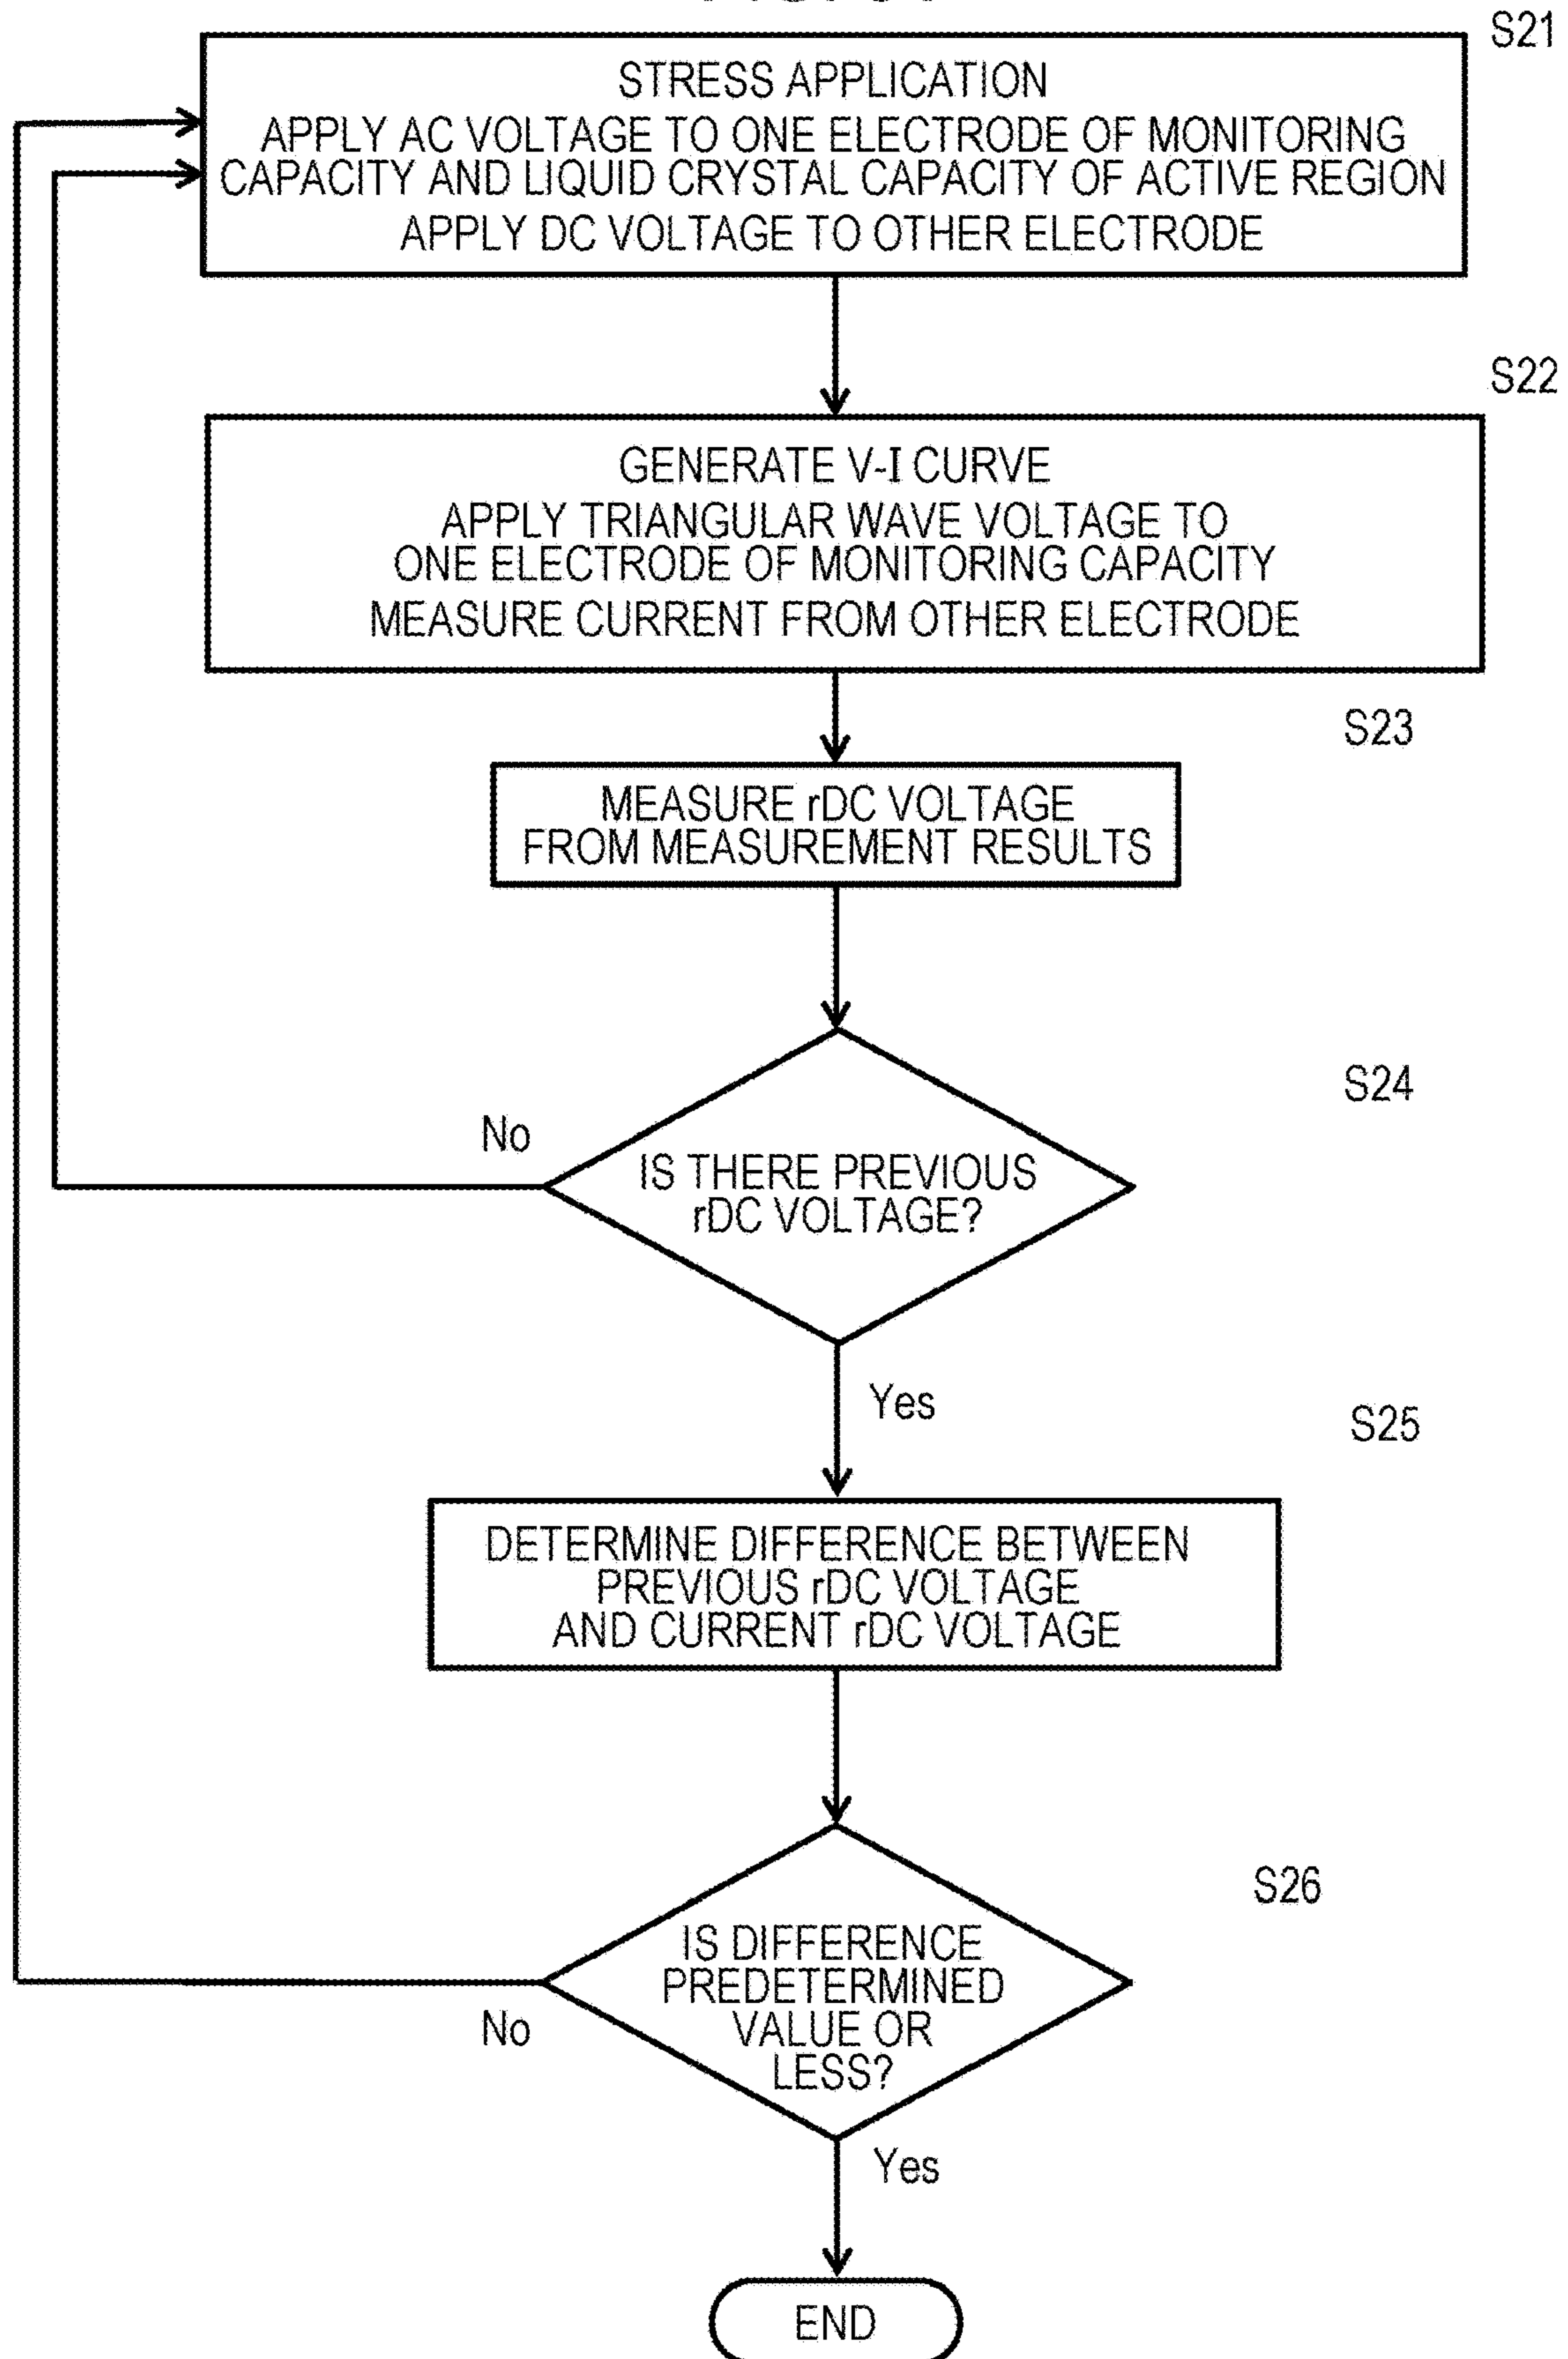 S21
STRESS APPLICATION
APPLY AC VOLTAGE TO ONE ELECTRODE OF MONITORING
CAPACITY AND LIQUID CRYSTAL CAPACITY OF ACTIVE REGION
APPLY DC VOLTAGE TO OTHER ELECTRODE
S22
GENERATE V-I CURVE
APPLY TRIANGULAR WAVE VOLTAGE TO
ONE ELECTRODE OF MONITORING CAPACITY
MEASURE CURRENT FROM OTHER ELECTRODE
S23
MEASURE rDC VOLTAGE
FROM MEASUREMENT RESULTS
S24
No
IS THERE PREVIOUS
rDC VOLTAGE?
Yes
S25
DETERMINE DIFFERENCE BETWEEN
PREVIOUS rDC VOLTAGE
AND CURRENT rDC VOLTAGE
S26
IS DIFFERENCE
PREDETERMINED
VALUE OR
LESS?
No
Yes
END